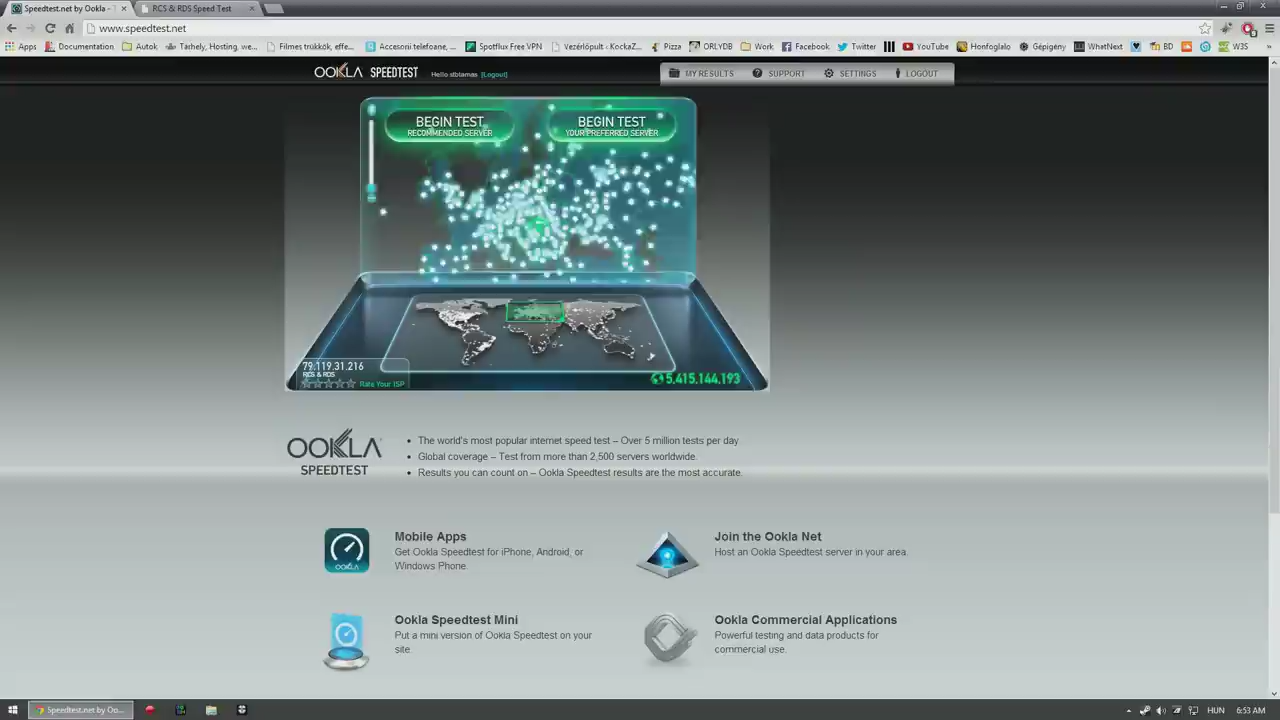 Speedtest.net by Ookla -
RCS & RDS Speed Test
www.speedtest.net
Apps
Documentation
Autok
Tárhely, Hosting, we...
Filmes trükkök, effe...
Accesorii telefoane, ...
Spotflux Free VPN
Vezérlőpult - KockaZ...
Pizza
ORLYDB
Work
Facebook
Twitter
YouTube
Honfoglalo
Gépigény
WhatNext
BD
W3S
OOKLA SPEEDTEST
Hello stbtamas [Logout]
MY RESULTS
SUPPORT
SETTINGS
LOGOUT
BEGIN TEST
RECOMMENDED SERVER
BEGIN TEST
YOUR PREFERRED SERVER
79.119.31.216
RCS & RDS
Rate Your ISP
5.415.144.193
OOKLA
SPEEDTEST
• The world's most popular internet speed test – Over 5 million tests per day
• Global coverage – Test from more than 2,500 servers worldwide.
• Results you can count on – Ookla Speedtest results are the most accurate.
OOKLA
Mobile Apps
Get Ookla Speedtest for iPhone, Android, or
Windows Phone.
Join the Ookla Net
Host an Ookla Speedtest server in your area.
Ookla Speedtest Mini
Put a mini version of Ookla Speedtest on your
site.
Ookla Commercial Applications
Powerful testing and data products for
commercial use.
Speedtest.net by Oo...
HUN
6:53 AM